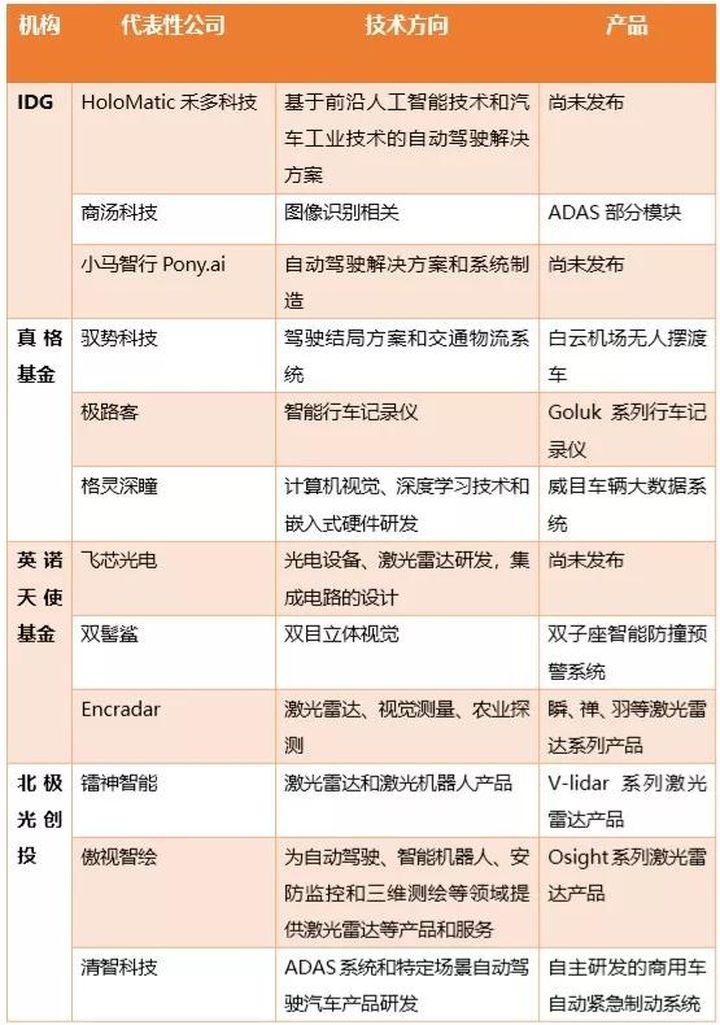 机构 代表性公司 技术方向 产品
IDG HoloMatic 禾多科技 基于前沿人工智能技术和汽 尚未发布
车工业技术的自动驾驶解决
方案
商汤科技 图像识别相关 ADAS 部分模块
小马智行 Pony.ai 自动驾驶解决方案和系统制 尚未发布
造
真格 驭势科技 驾驶结局方案和交通物流系 白云机场无人摆渡
基金 统 车
极路客 智能行车记录仪 Goluk 系列行车记
录仪
格灵深瞳 计算机视觉、深度学习技术和 威目车辆大数据系
嵌入式硬件研发 统
英诺 飞芯光电 光电设备、激光雷达研发，集 尚未发布
天使 成电路的设计
基金 双髻鲨 双目立体视觉 双子座智能防撞预
警系统
Encradar 激光雷达、视觉测量、农业探 瞬、禅、羽等激光雷
测 达系列产品
北极 镭神智能 激光雷达和激光机器人产品 V-lidar 系列激光
光创 雷达产品
投 傲视智绘 为自动驾驶、智能机器人、安 Osight系列激光雷
防监控和三维测绘等领域提 达产品
供激光雷达等产品和服务
清智科技 ADAS系统和特定场景自动驾 自主研发的商用车
驶汽车产品研发 自动紧急制动系统